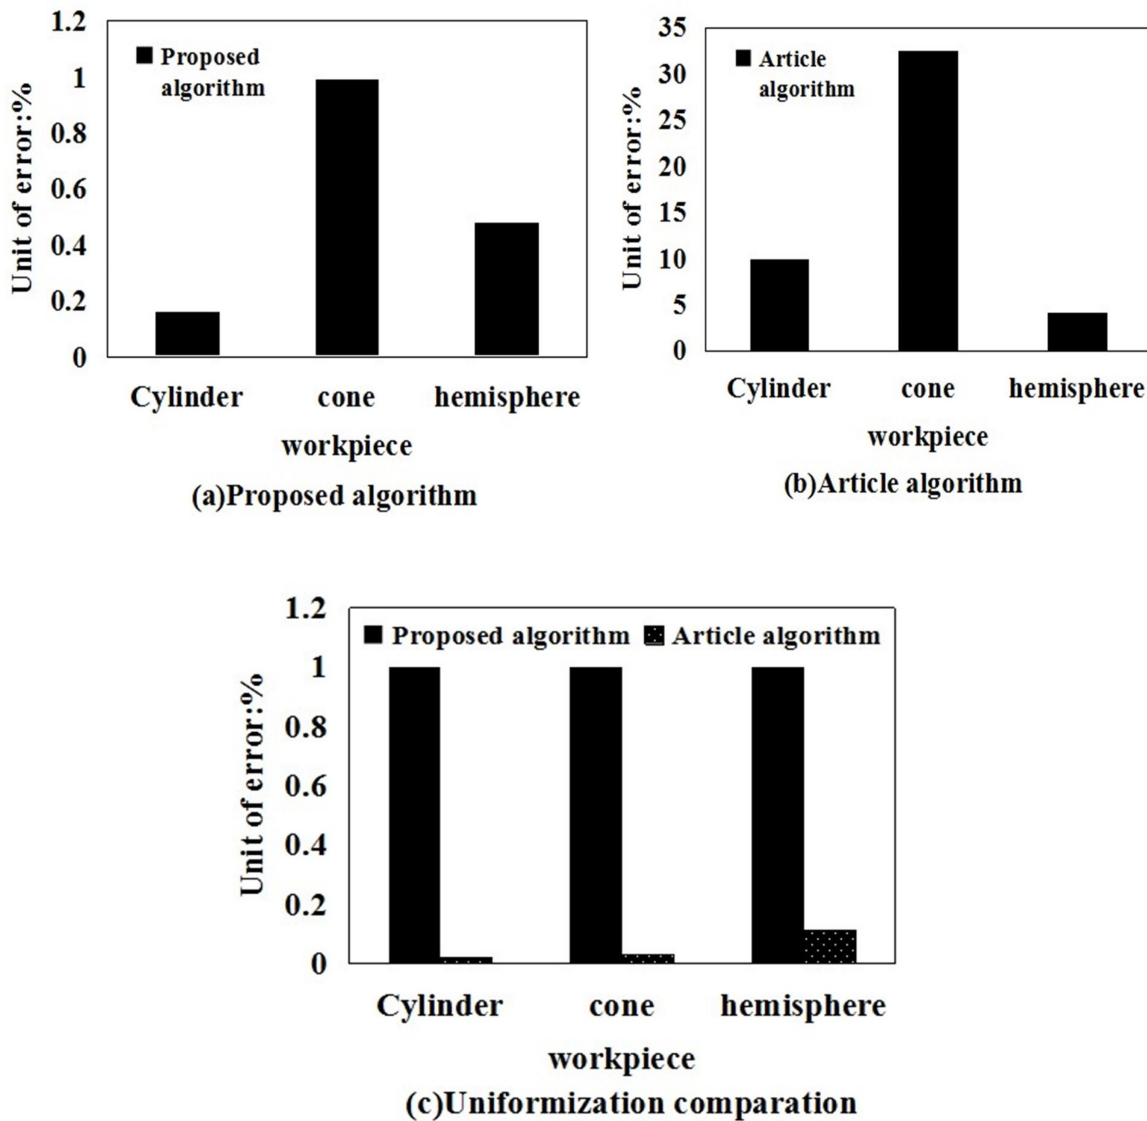 1.2
1
0.8
0.6
0.4
0.2
0
Unit of error:%
Proposed
algorithm
Cylinder cone hemisphere
workpiece
(a)Proposed algorithm
35
30
25
20
15
10
5
0
Unit of error:%
Article
algorithm
Cylinder cone hemisphere
workpiece
(b)Article algorithm
1.2
1
0.8
0.6
0.4
0.2
0
Unit of error:%
Proposed algorithm Article algorithm
Cylinder cone hemisphere
workpiece
(c)Uniformization comparation